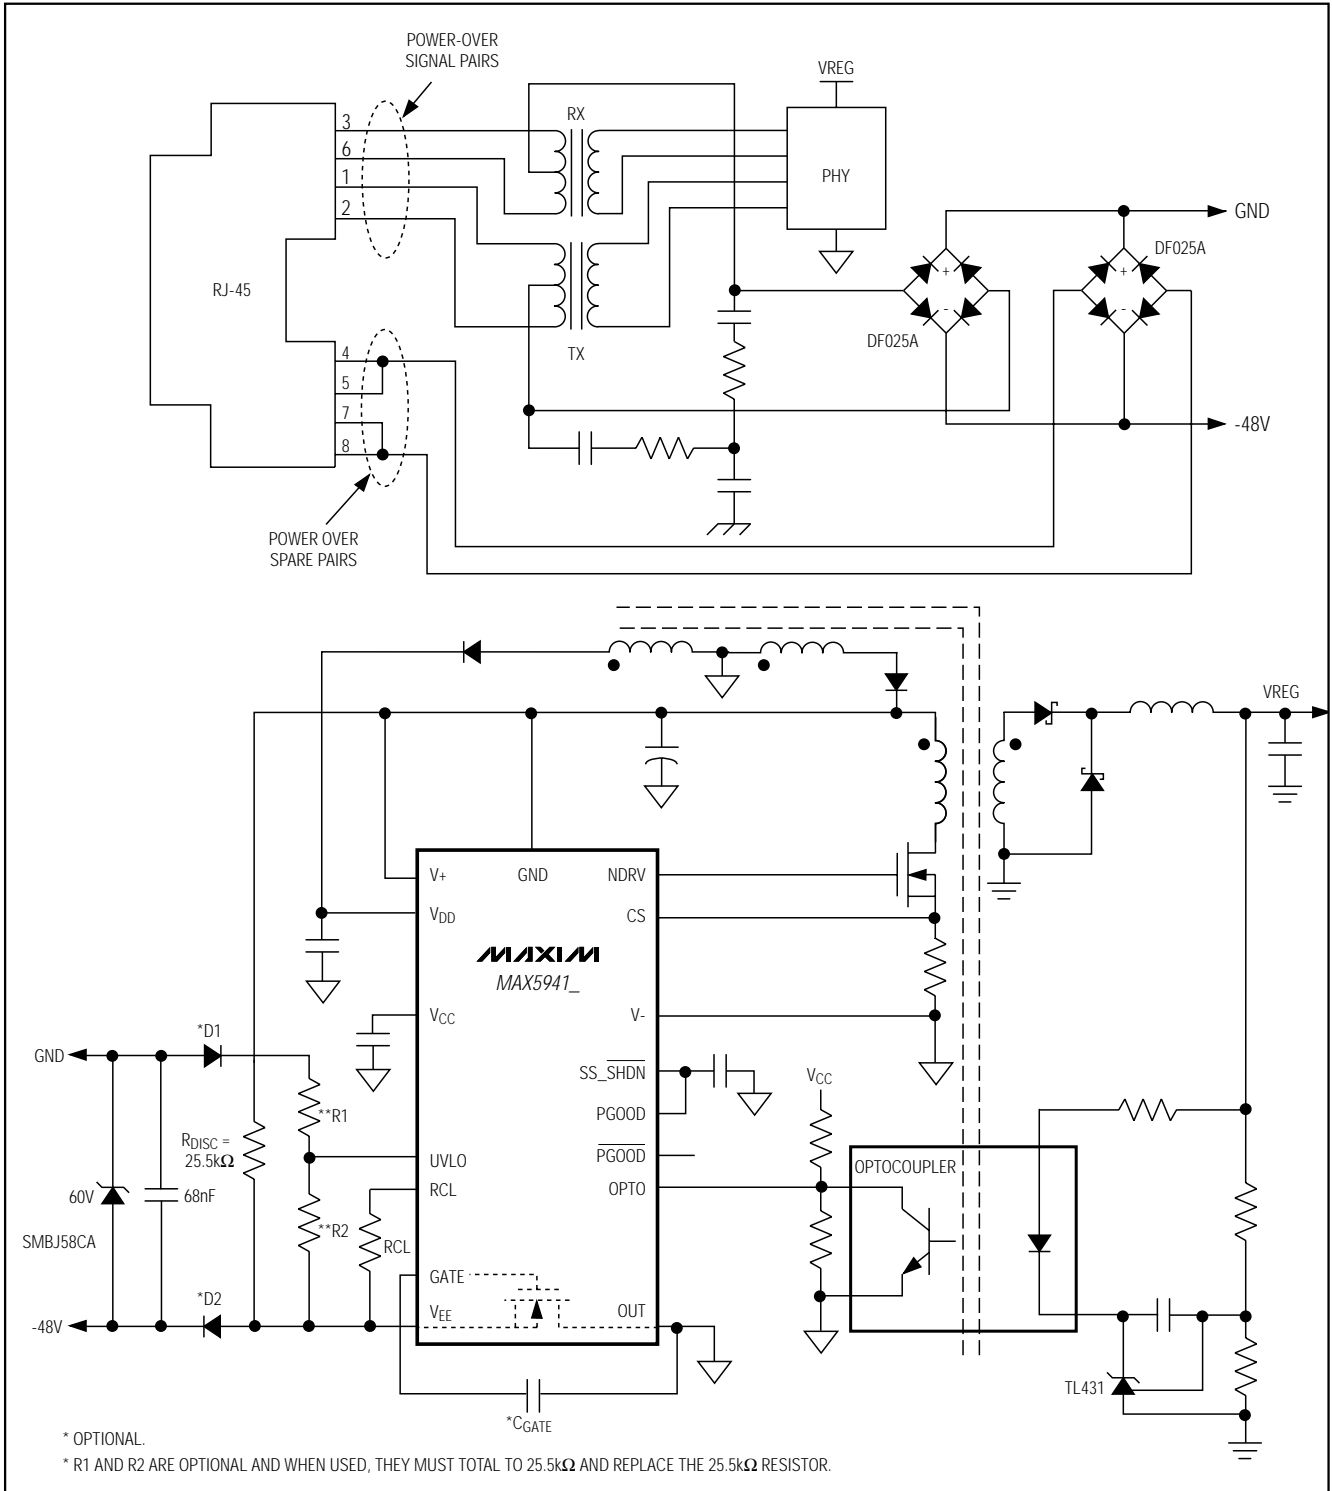 POWER-OVER
SIGNAL PAIRS
VREG
RX
3
6
1
2
PHY
GND
DF025A
+
+
-
-
RJ-45
DF025A
TX
4
5
7
8
-48V
POWER OVER
SPARE PAIRS
VREG
V+
GND
NDRV
VDD
CS
MAXIM
MAX5941_
VCC
V-
*D1
GND
SS_SHDN
VCC
**R1
PGOOD
RDISC =
25.5kΩ
PGOOD
UVLO
OPTOCOUPLER
RCL
OPTO
60V
68nF
**R2
RCL
SMBJ58CA
GATE
*D2
VEE
OUT
-48V
TL431
*CGATE
* OPTIONAL.
* R1 AND R2 ARE OPTIONAL AND WHEN USED, THEY MUST TOTAL TO 25.5kΩ AND REPLACE THE 25.5kΩ RESISTOR.